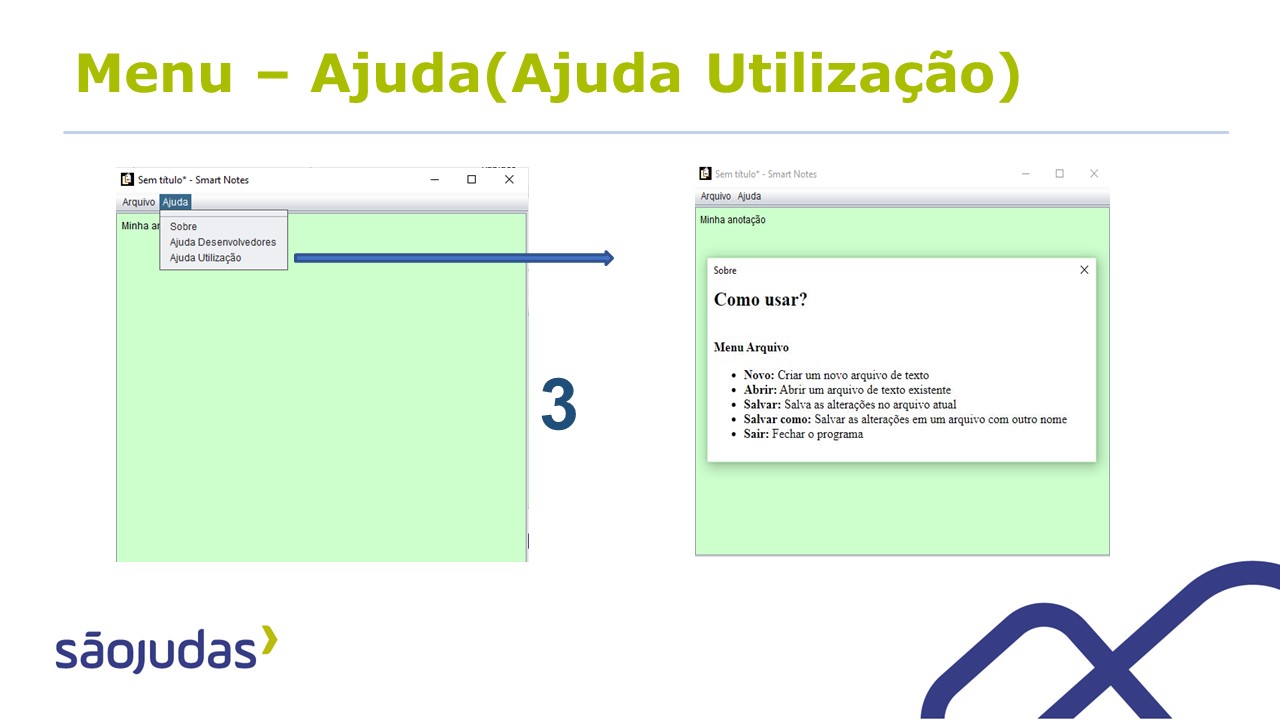 Menu – Ajuda(Ajuda Utilização)
Sem título* - Smart Notes
Arquivo Ajuda
Minha ar
Sobre
Ajuda Desenvolvedores
Ajuda Utilização
3
Sem título* - Smart Notes
Arquivo Ajuda
Minha anotação
Sobre
Como usar?
Menu Arquivo
• Novo: Criar um novo arquivo de texto
• Abrir: Abrir um arquivo de texto existente
• Salvar: Salva as alterações no arquivo atual
• Salvar como: Salvar as alterações em um arquivo com outro nome
• Sair: Fechar o programa
sãojudas